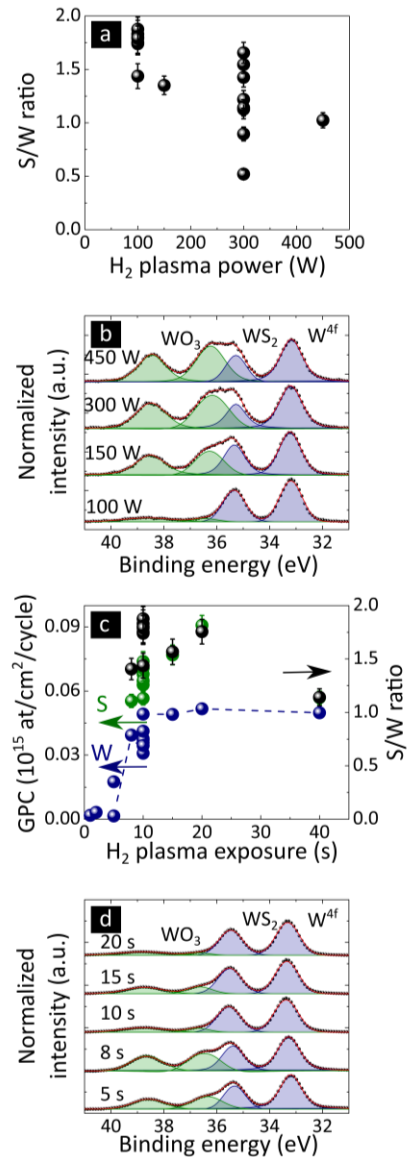 a
2.0
1.5
1.0
0.5
0.0
S/W ratio
0 100 200 300 400 500
H₂ plasma power (W)
b
WO₃ WS₂ W⁴ᶠ
450 W
300 W
150 W
100 W
Normalized
intensity (a.u.)
40 38 36 34 32
Binding energy (eV)
c
0.09
0.06
0.03
0.00
GPC (10¹⁵ at/cm²/cycle)
S
W
2.0
1.5
1.0
0.5
0.0
S/W ratio
0 10 20 30 40
H₂ plasma exposure (s)
d
WO₃ WS₂ W⁴ᶠ
20 s
15 s
10 s
8 s
5 s
Normalized
intensity (a.u.)
40 38 36 34 32
Binding energy (eV)